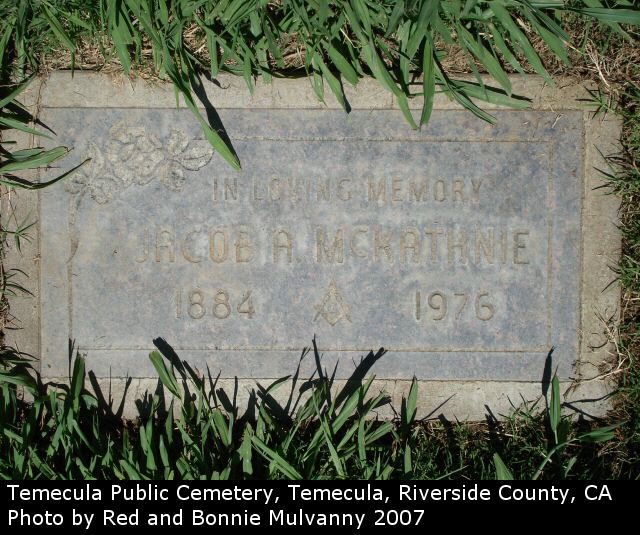 IN LOVING MEMORY
JACOB A. McKATHNIE
1884 1976
Temecula Public Cemetery, Temecula, Riverside County, CA
Photo by Red and Bonnie Mulvanny 2007